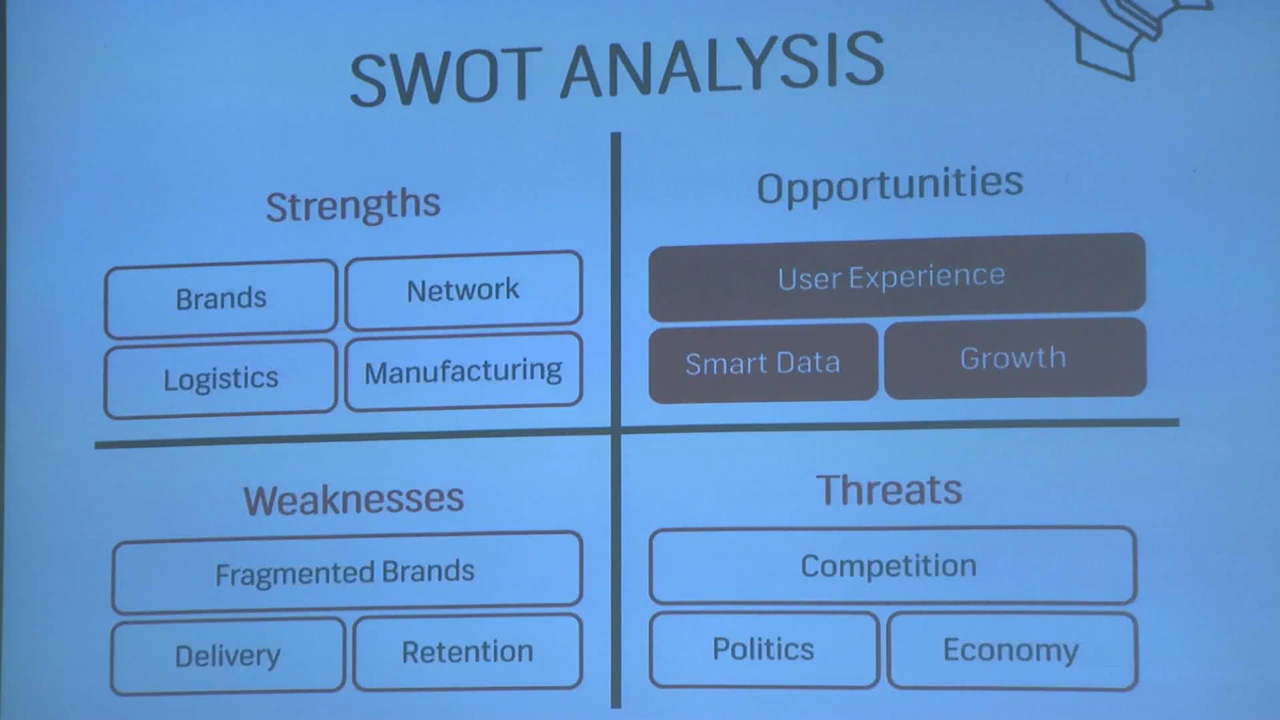 SWOT ANALYSIS
Strengths
Brands
Network
Logistics
Manufacturing
Opportunities
User Experience
Smart Data
Growth
Weaknesses
Fragmented Brands
Delivery
Retention
Threats
Competition
Politics
Economy